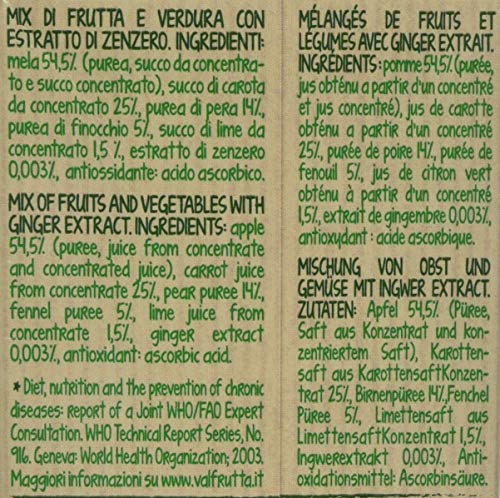 MIX DI FRUTTA E VERDURA CON
ESTRATTO DI ZENZERO. INGREDIENTI:
mela 54,5% (purea, succo da concentra-
to e succo concentrato), succo di carota
da concentrato 25%, purea di pera 14%,
purea di finocchio 5%, succo di lime da
concentrato 1,5 %, estratto di zenzero
0,003%, antiossidante: acido ascorbico.
MIX OF FRUITS AND VEGETABLES WITH
GINGER EXTRACT. INGREDIENTS: apple
54,5% (puree, juice from concentrate
and concentrated juice), carrot juice
from concentrate 25%, pear puree 14%,
fennel puree 5%, lime juice from
concentrate 1,5%, ginger extract
0,003%, antioxidant: ascorbic acid.
* Diet, nutrition and the prevention of chronic
diseases: report of a Joint WHO/FAO Expert
Consultation. WHO Technical Report Series, No.
916. Geneva: World Health Organization; 2003.
Maggiori informazioni su www.valfrutta.it
MÉLANGÉS DE FRUITS ET
LÉGUMES AVEC GINGER EXTRAIT.
INGRÉDIENTS: pomme 54,5% (purée,
jus obténu a partir d'un concentré
et jus concentré), jus de carotte
obténu a partir d'un concentré
25%, purée de poire 14%, purée de
fenouil 5%, jus de citron vert
obténu à partir d'un concentré
1,5%, extrait de gingembre 0,003%,
antioxydant : acide ascorbique.
MISCHUNG VON OBST UND
GEMÜSE MIT INGWER EXTRACT.
ZUTATEN: Apfel 54,5% (Püree,
Saft aus Konzentrat und kon-
zentriertem Saft), Karotten-
saft aus KarottensaftKonzen-
trat 25%, Birnenpüree 14%,Fenchel
Püree 5%, Limettensaft aus
LimettensaftKonzentrat 1,5%,
Ingwerextrakt 0,003%, Anti-
oxidationsmittel: Ascorbinsäure.